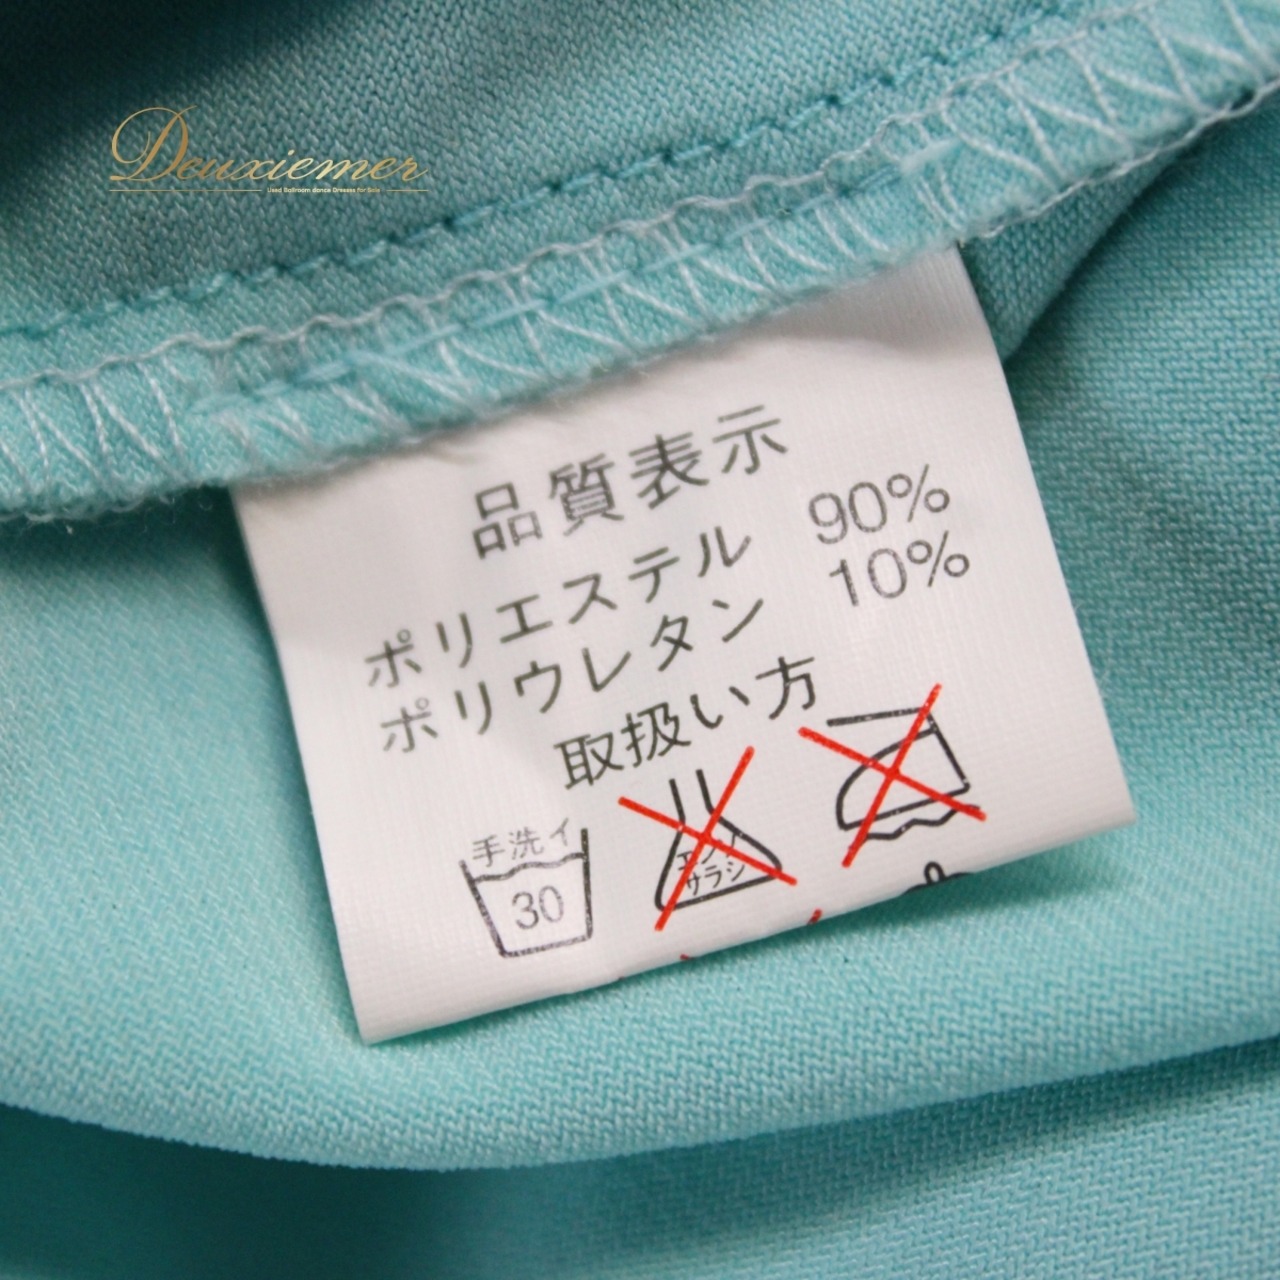 Douxiemer
Used Ballroom dance Dresses for Sale
品質表示
ポリエステル 90%
ポリウレタン 10%
取扱い方
手洗イ
30
エンソ
サラシ